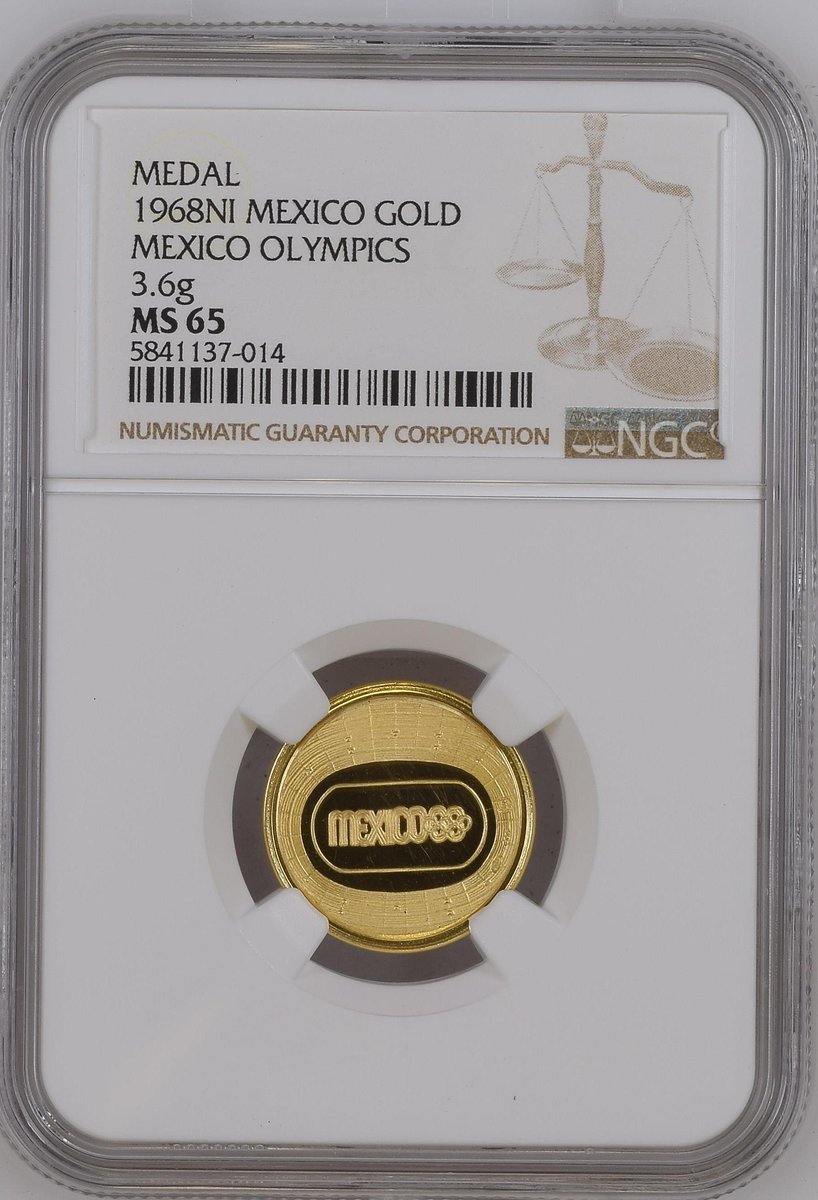 MEDAL
1968NI MEXICO GOLD
MEXICO OLYMPICS
3.6g
MS 65
5841137-014
NUMISMATIC GUARANTY CORPORATION
NGC
MEXICO68